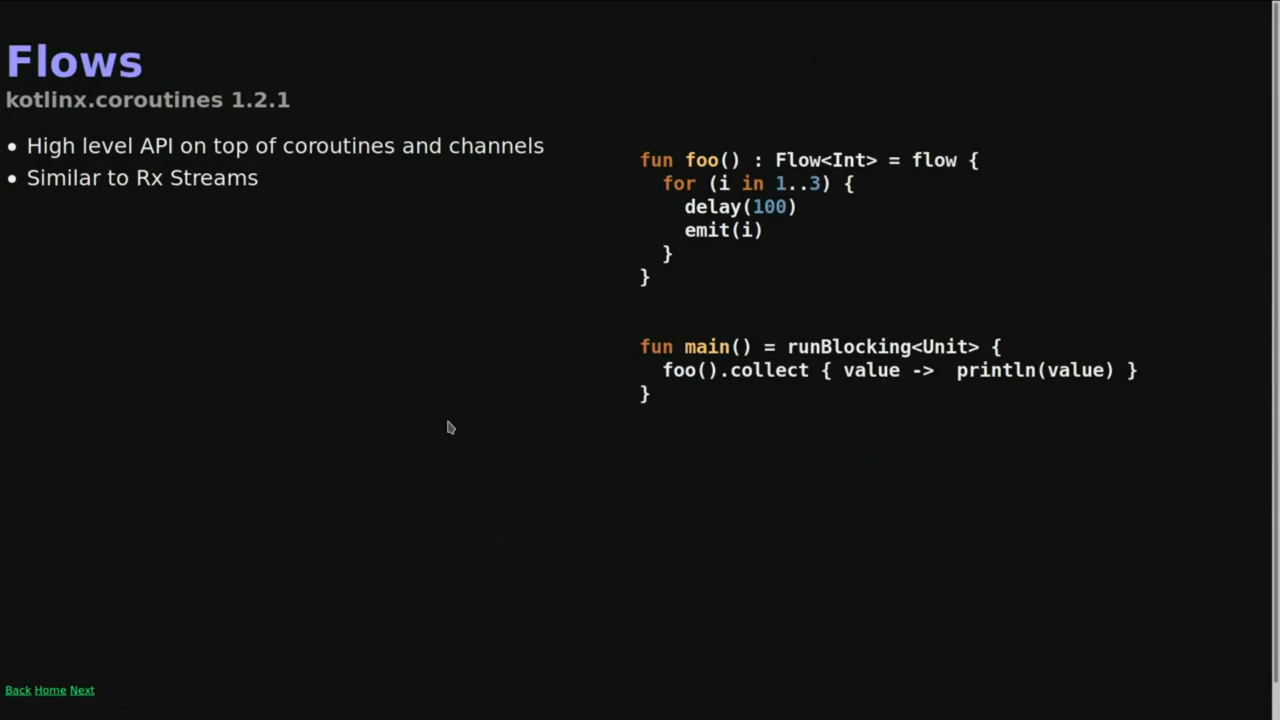 Flows
kotlinx.coroutines 1.2.1
• High level API on top of coroutines and channels
• Similar to Rx Streams
fun foo() : Flow<Int> = flow {
  for (i in 1..3) {
    delay(100)
    emit(i)
  }
}
fun main() = runBlocking<Unit> {
  foo().collect { value ->  println(value) }
}
Back Home Next